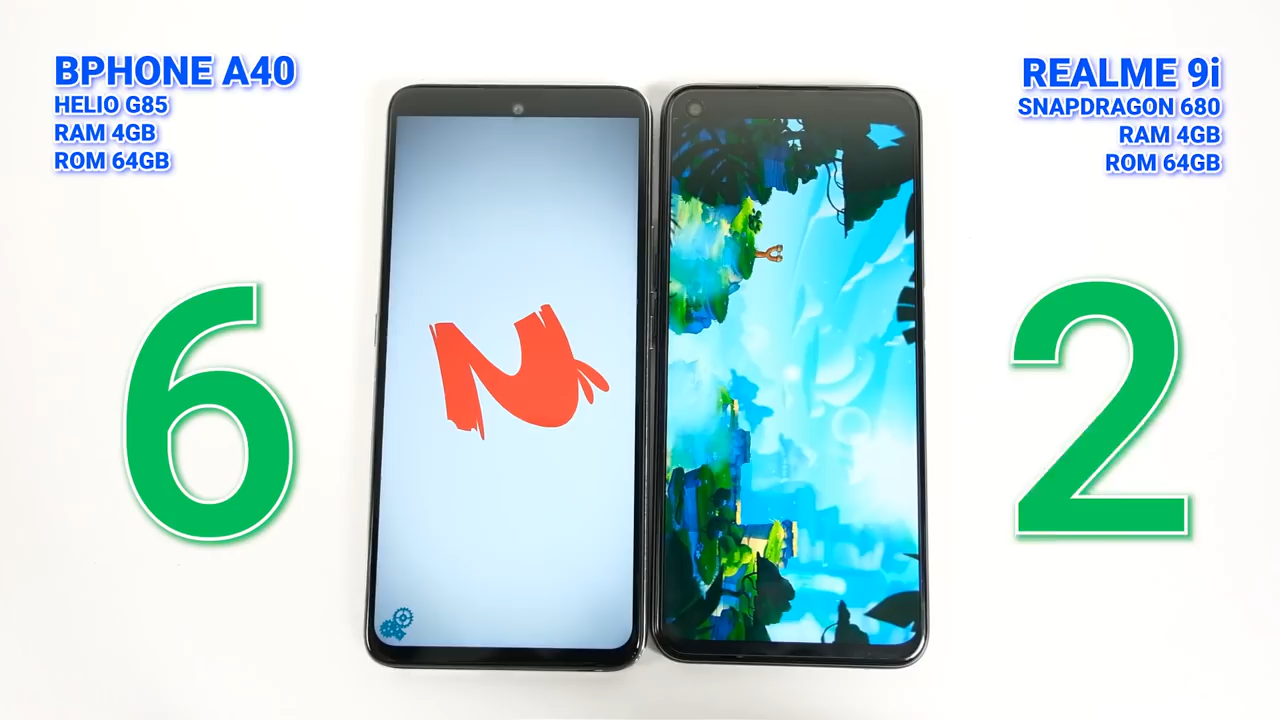 BPHONE A40
HELIO G85
RAM 4GB
ROM 64GB
REALME 9i
SNAPDRAGON 680
RAM 4GB
ROM 64GB
6
2